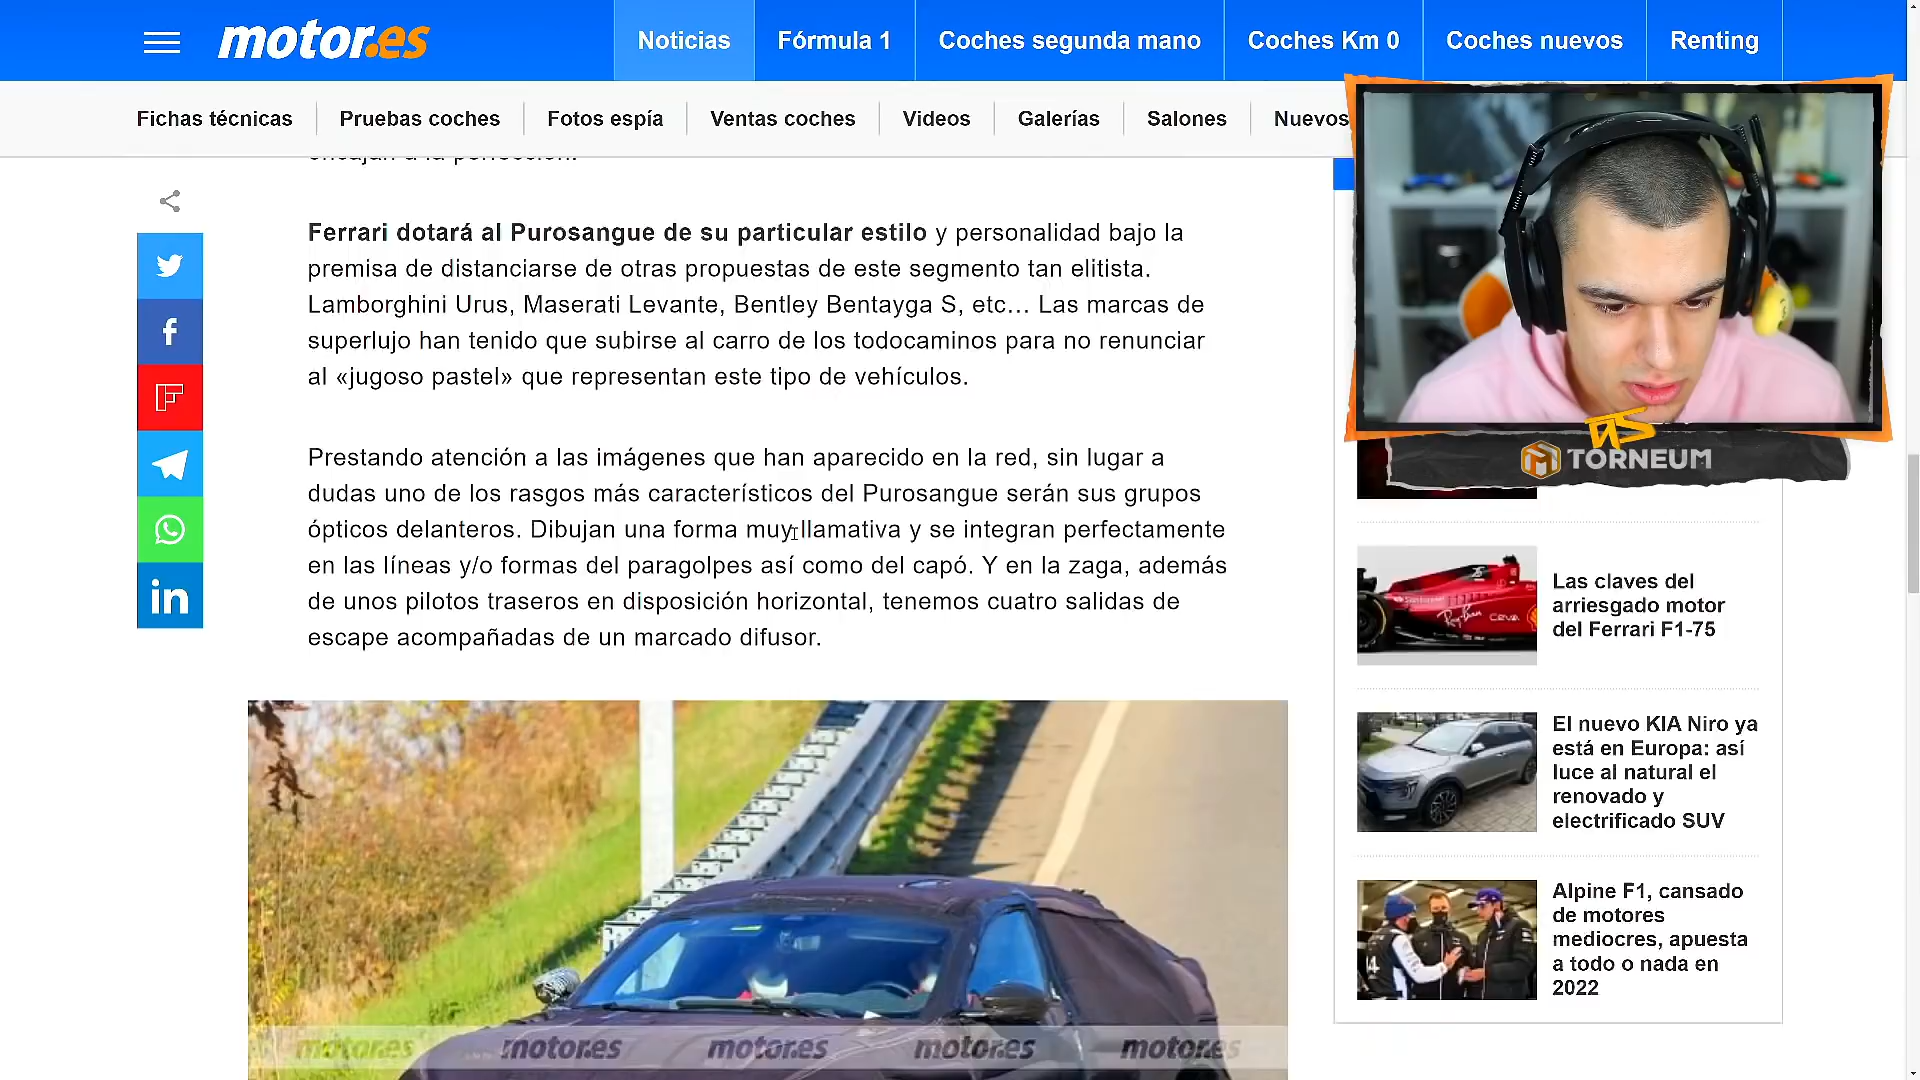 motor.es
Noticias
Fórmula 1
Coches segunda mano
Coches Km 0
Coches nuevos
Renting
Fichas técnicas
Pruebas coches
Fotos espía
Ventas coches
Videos
Galerías
Salones
Nuevos
encajan a la perfección.
Ferrari dotará al Purosangue de su particular estilo y personalidad bajo la
premisa de distanciarse de otras propuestas de este segmento tan elitista.
Lamborghini Urus, Maserati Levante, Bentley Bentayga S, etc… Las marcas de
superlujo han tenido que subirse al carro de los todocaminos para no renunciar
al «jugoso pastel» que representan este tipo de vehículos.
Prestando atención a las imágenes que han aparecido en la red, sin lugar a
dudas uno de los rasgos más característicos del Purosangue serán sus grupos
ópticos delanteros. Dibujan una forma muy llamativa y se integran perfectamente
en las líneas y/o formas del paragolpes así como del capó. Y en la zaga, además
de unos pilotos traseros en disposición horizontal, tenemos cuatro salidas de
escape acompañadas de un marcado difusor.
motor.es motor.es motor.es motor.es motor.es
TORNEUM
Las claves del
arriesgado motor
del Ferrari F1-75
Ray-Ban
CEVA
El nuevo KIA Niro ya
está en Europa: así
luce al natural el
renovado y
electrificado SUV
Alpine F1, cansado
de motores
mediocres, apuesta
a todo o nada en
2022